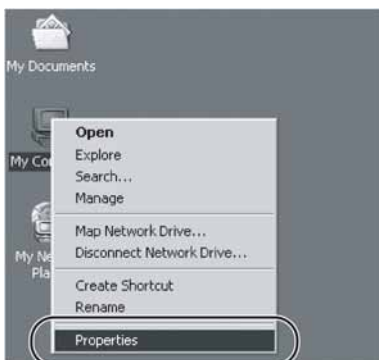 My Documents
My Co
Open
Explore
Search...
Manage
Map Network Drive...
Disconnect Network Drive...
My Ne
Pla
Create Shortcut
Rename
Properties